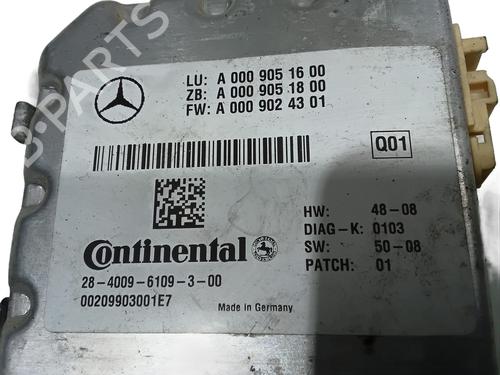 LU: A 000 905 16 00
ZB: A 000 905 18 00
FW: A 000 902 43 01
Q01
HW: 48-08
DIAG-K: 0103
SW: 50-08
PATCH: 01
Continental
28-4009-6109-3-00
00209903001E7
Made in Germany